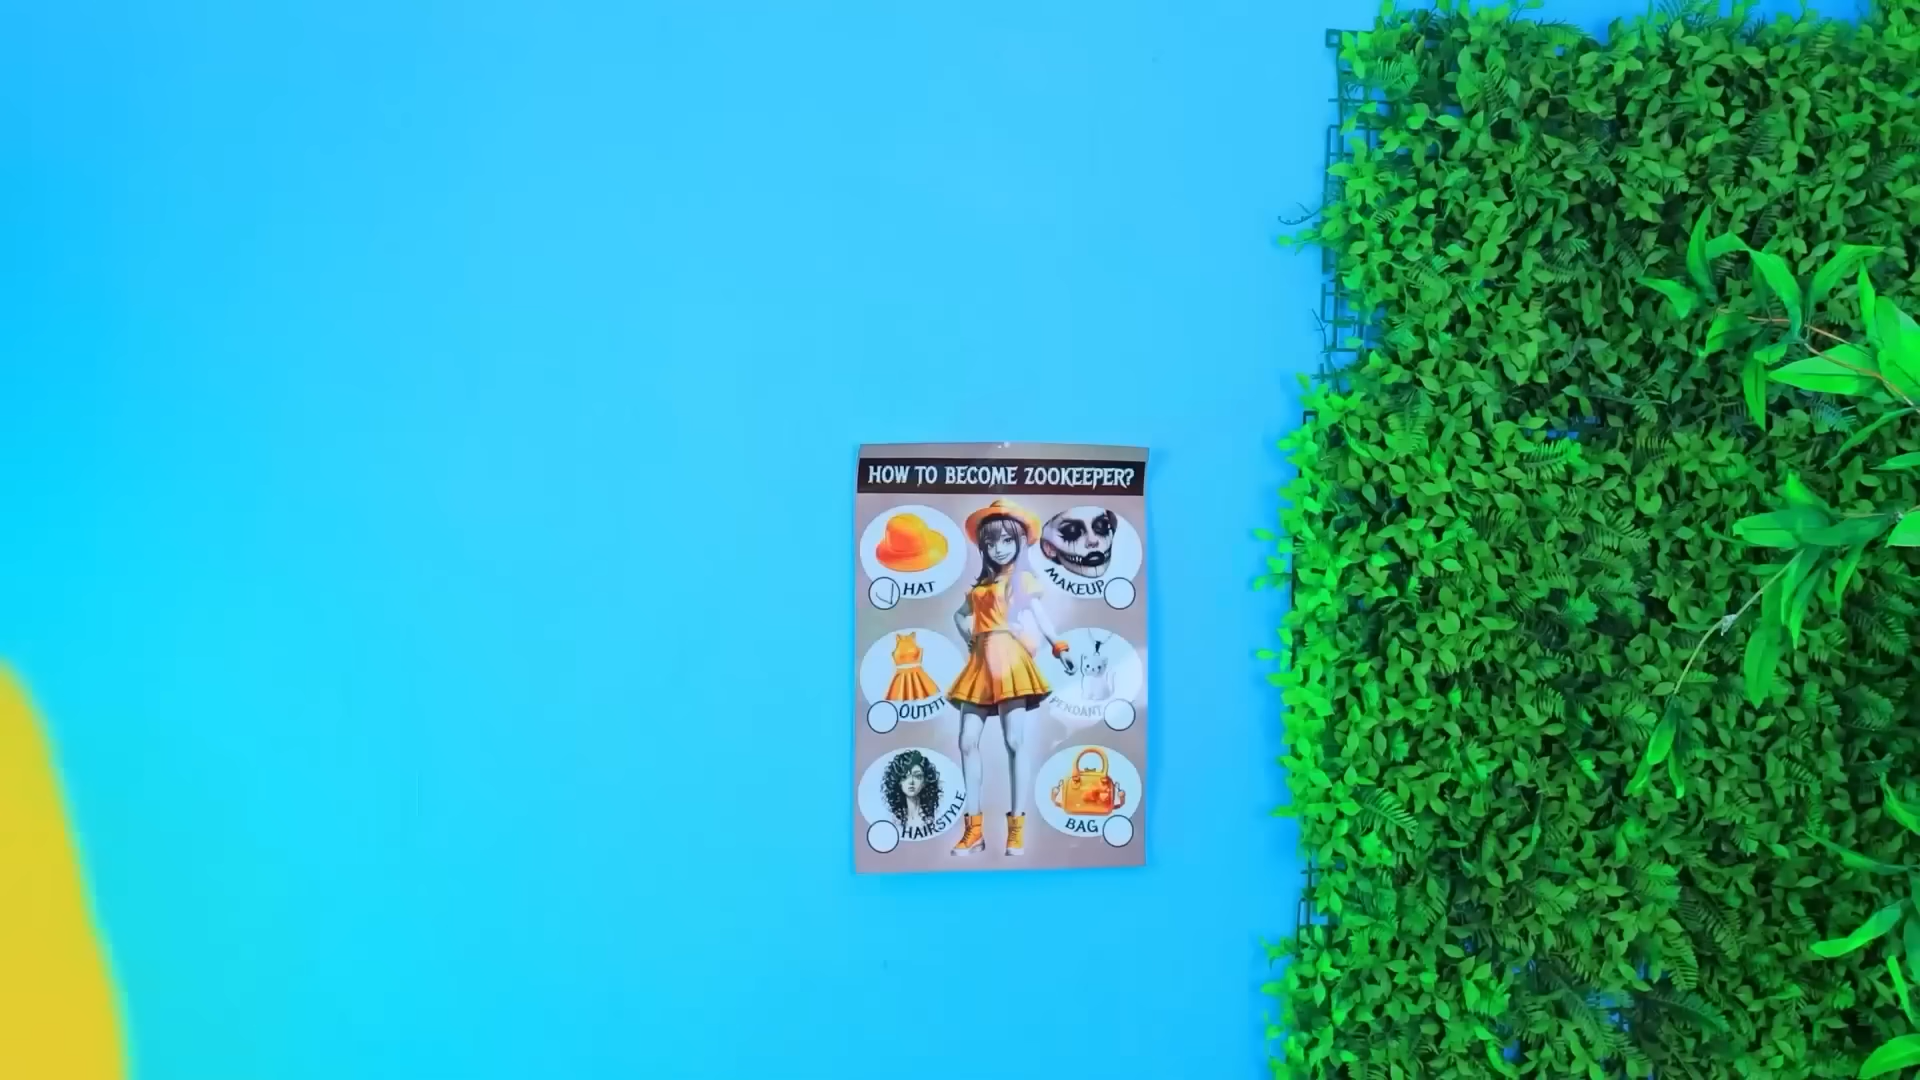 HOW TO BECOME ZOOKEEPER?
HAT
MAKEUP
OUTFIT
PENDANT
HAIRSTYLE
BAG